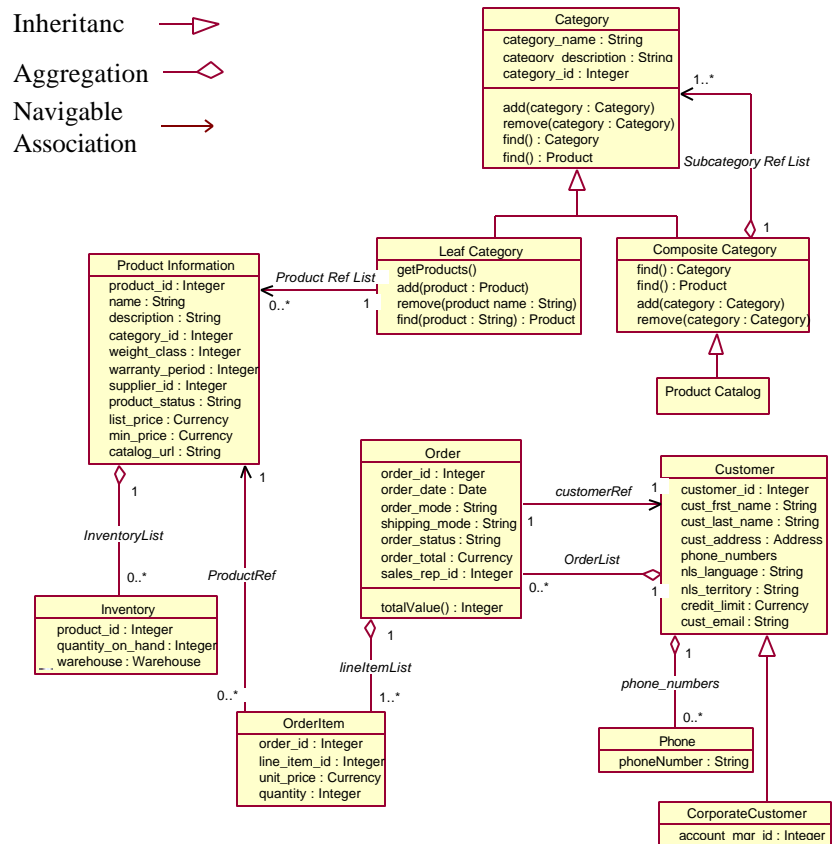 Inheritanc
Aggregation
Navigable
Association
Category
category_name : String
category_description : String
category_id : Integer
add(category : Category)
remove(category : Category)
find() : Category
find() : Product
1..*
Subcategory Ref List
1
Leaf Category
getProducts()
add(product : Product)
remove(product name : String)
find(product : String) : Product
Composite Category
find() : Category
find() : Product
add(category : Category)
remove(category : Category)
Product Catalog
Product Ref List
0..*
1
Product Information
product_id : Integer
name : String
description : String
category_id : Integer
weight_class : Integer
warranty_period : Integer
supplier_id : Integer
product_status : String
list_price : Currency
min_price : Currency
catalog_url : String
1
1
InventoryList
0..*
Inventory
product_id : Integer
quantity_on_hand : Integer
warehouse : Warehouse
ProductRef
0..*
Order
order_id : Integer
order_date : Date
order_mode : String
shipping_mode : String
order_status : String
order_total : Currency
sales_rep_id : Integer
totalValue() : Integer
customerRef
1
1
OrderList
0..*
1
1
lineItemList
1..*
OrderItem
order_id : Integer
line_item_id : Integer
unit_price : Currency
quantity : Integer
Customer
customer_id : Integer
cust_frst_name : String
cust_last_name : String
cust_address : Address
phone_numbers
nls_language : String
nls_territory : String
credit_limit : Currency
cust_email : String
1
phone_numbers
0..*
Phone
phoneNumber : String
CorporateCustomer
account_mgr_id : Integer